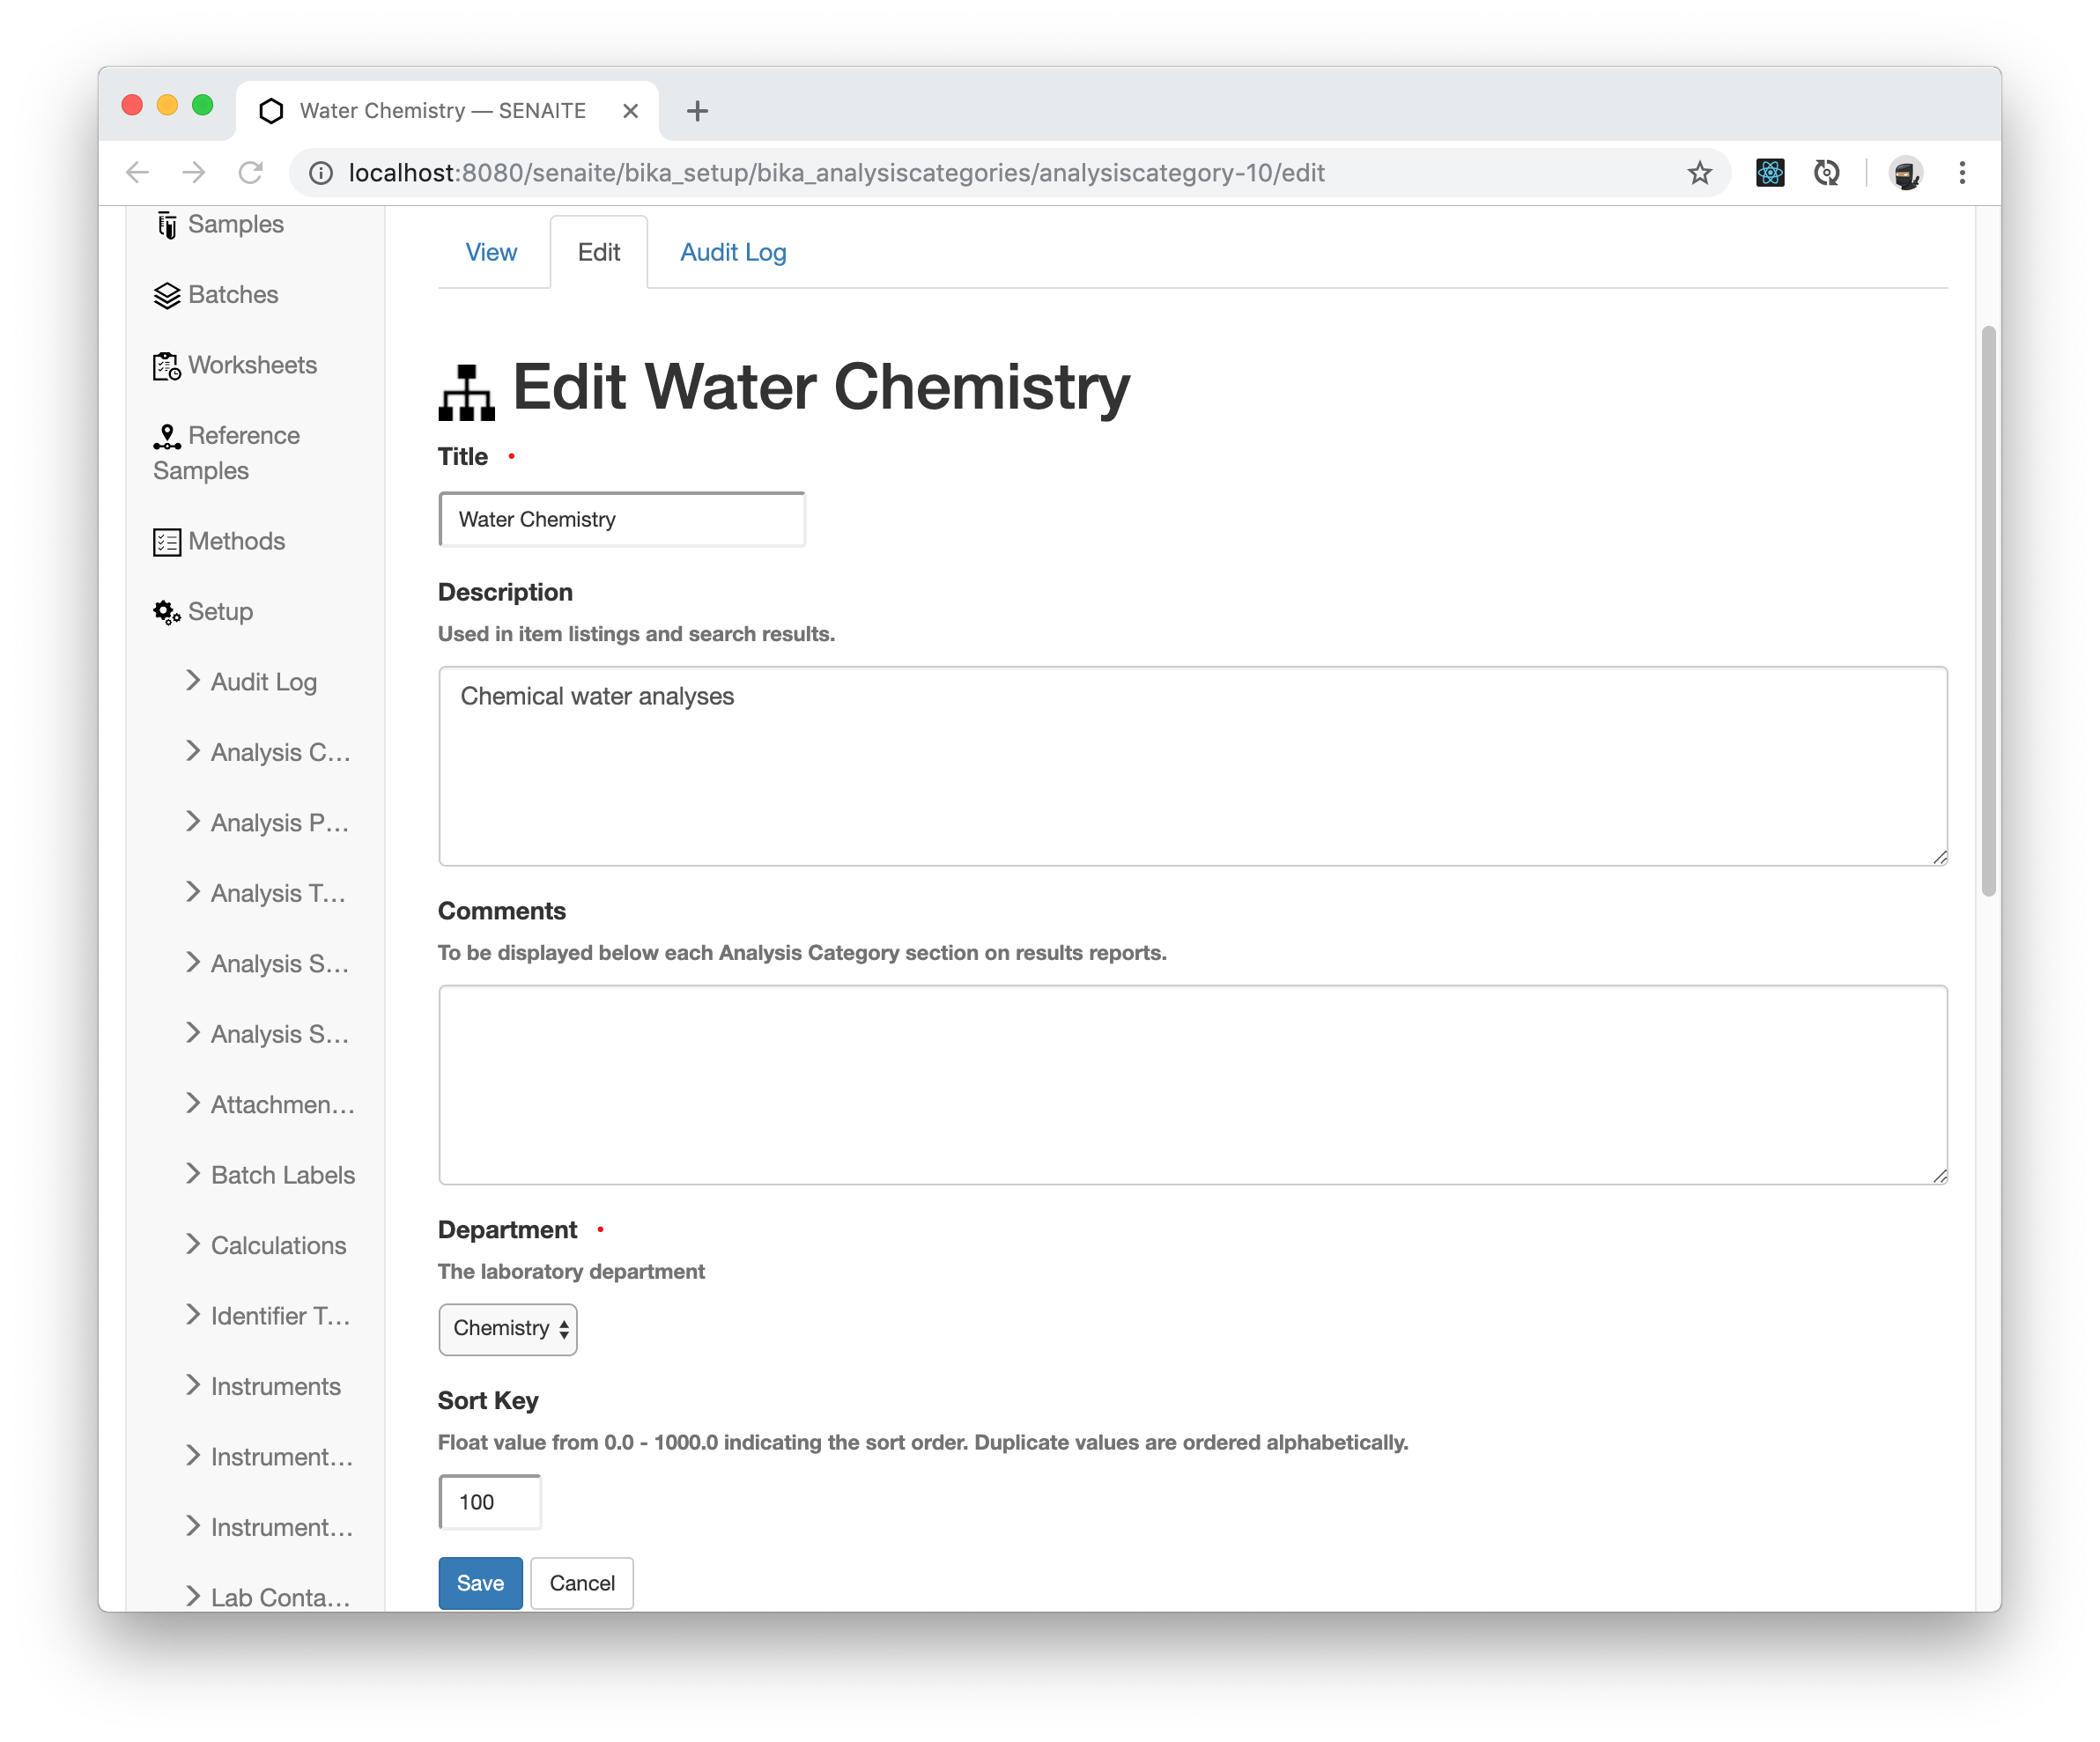 Water Chemistry — SENAITE
localhost:8080/senaite/bika_setup/bika_analysiscategories/analysiscategory-10/edit
Samples
Batches
Worksheets
Reference
Samples
Methods
Setup
Audit Log
Analysis C...
Analysis P...
Analysis T...
Analysis S...
Analysis S...
Attachmen...
Batch Labels
Calculations
Identifier T...
Instruments
Instrument...
Instrument...
Lab Conta...
View Edit Audit Log
Edit Water Chemistry
Title
Water Chemistry
Description
Used in item listings and search results.
Chemical water analyses
Comments
To be displayed below each Analysis Category section on results reports.
Department
The laboratory department
Chemistry
Sort Key
Float value from 0.0 - 1000.0 indicating the sort order. Duplicate values are ordered alphabetically.
100
Save Cancel